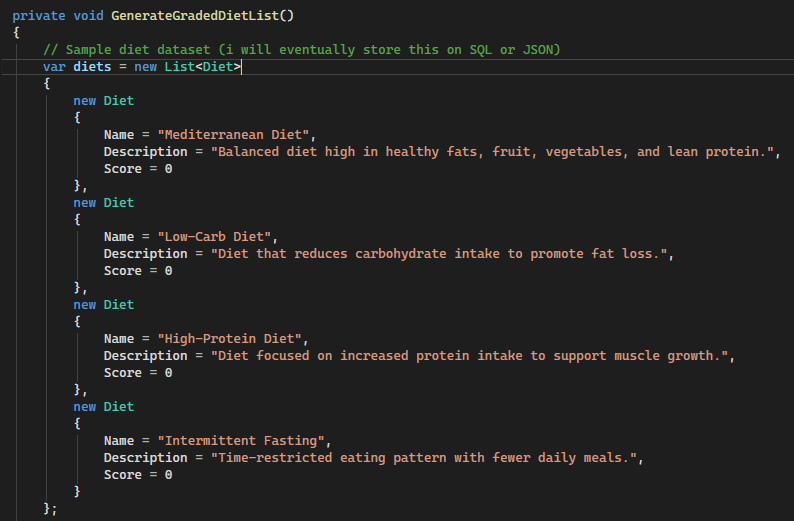 private void GenerateGradedDietList()
{
// Sample diet dataset (i will eventually store this on SQL or JSON)
var diets = new List<Diet>
{
new Diet
{
Name = "Mediterranean Diet",
Description = "Balanced diet high in healthy fats, fruit, vegetables, and lean protein.",
Score = 0
},
new Diet
{
Name = "Low-Carb Diet",
Description = "Diet that reduces carbohydrate intake to promote fat loss.",
Score = 0
},
new Diet
{
Name = "High-Protein Diet",
Description = "Diet focused on increased protein intake to support muscle growth.",
Score = 0
},
new Diet
{
Name = "Intermittent Fasting",
Description = "Time-restricted eating pattern with fewer daily meals.",
Score = 0
}
};